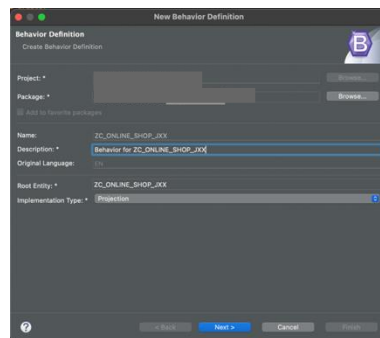 New Behavior Definition
Behavior Definition
Create Behavior Definition
B
Project: *
Browse...
Package: *
Browse...
Add to favorite packages
Name: ZC_ONLINE_SHOP_JXX
Description: * Behavior for ZC_ONLINE_SHOP_JXX
Original Language: EN
Root Entity: * ZC_ONLINE_SHOP_JXX
Implementation Type: * Projection
? < Back Next > Cancel Finish